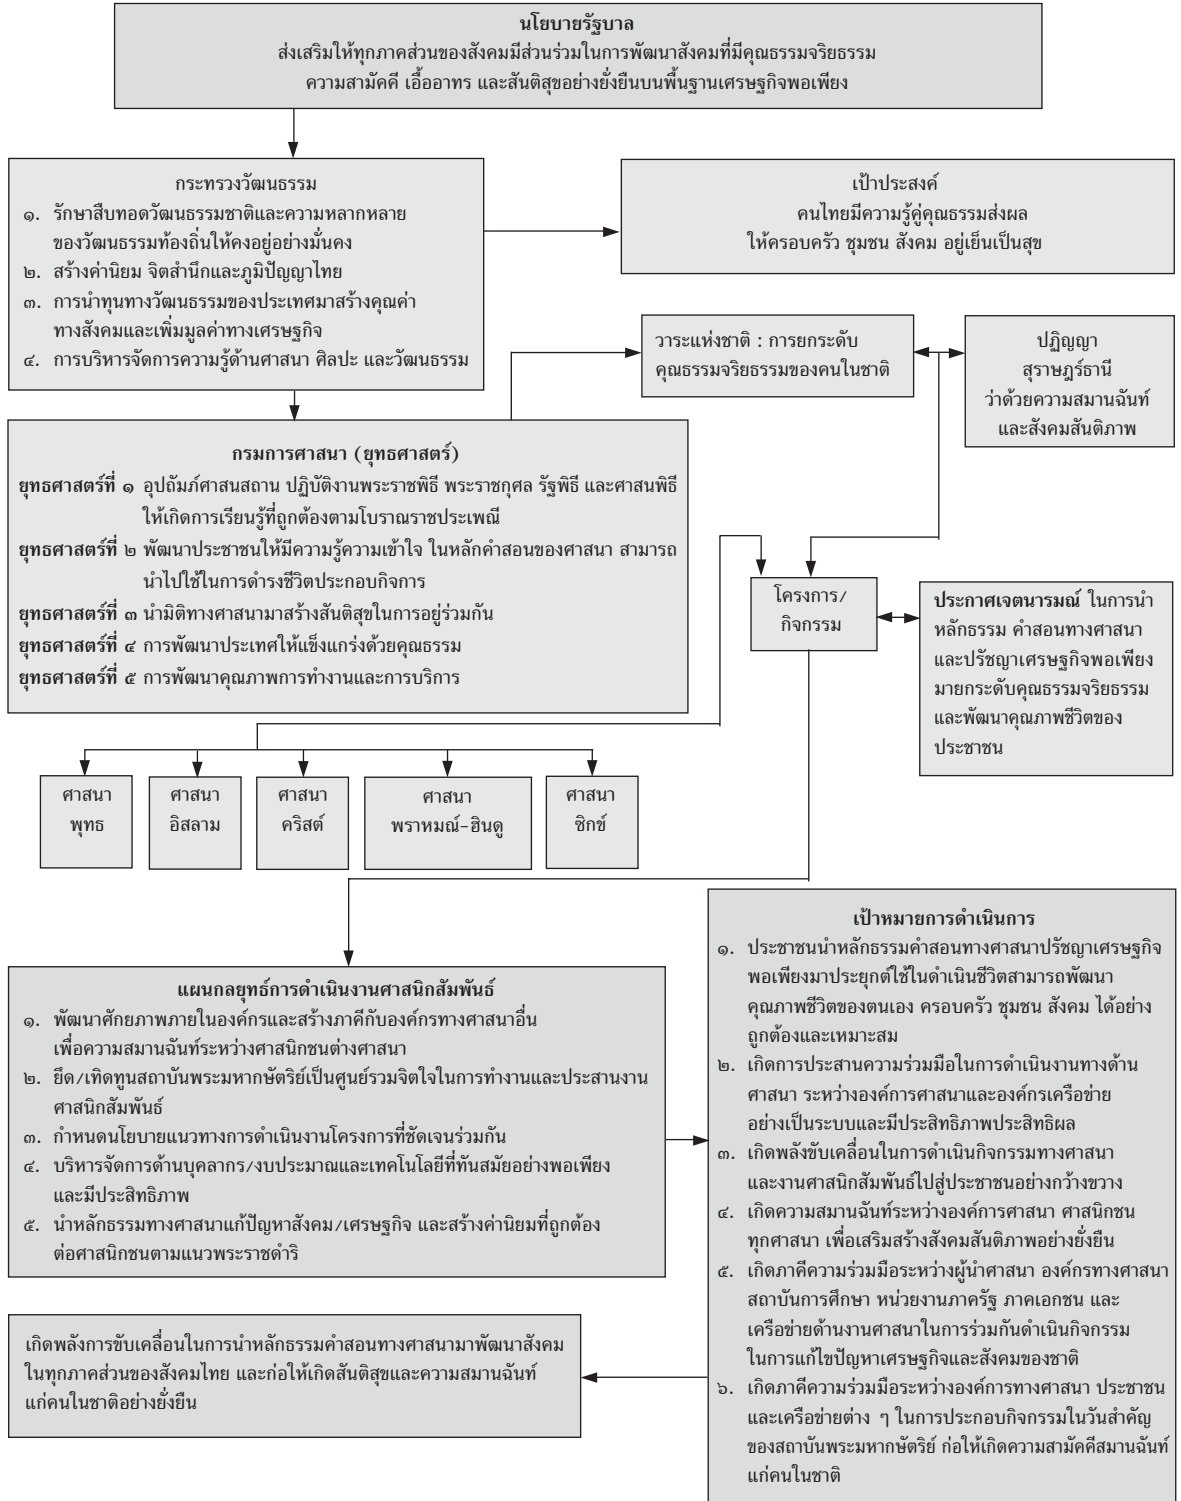 นโยบายรัฐบาล
ส่งเสริมให้ทุกภาคส่วนของสังคมมีส่วนร่วมในการพัฒนาสังคมที่มีคุณธรรมจริยธรรม
ความสามัคคี เอื้ออาทร และสันติสุขอย่างยั่งยืนบนพื้นฐานเศรษฐกิจพอเพียง
กระทรวงวัฒนธรรม
๑. รักษาสืบทอดวัฒนธรรมชาติและความหลากหลาย
ของวัฒนธรรมท้องถิ่นให้คงอยู่อย่างมั่นคง
๒. สร้างค่านิยม จิตสำนึกและภูมิปัญญาไทย
๓. การนำทุนทางวัฒนธรรมของประเทศมาสร้างคุณค่า
ทางสังคมและเพิ่มมูลค่าทางเศรษฐกิจ
๔. การบริหารจัดการความรู้ด้านศาสนา ศิลปะ และวัฒนธรรม
เป้าประสงค์
คนไทยมีความรู้คู่คุณธรรมส่งผล
ให้ครอบครัว ชุมชน สังคม อยู่เย็นเป็นสุข
วาระแห่งชาติ : การยกระดับ
คุณธรรมจริยธรรมของคนในชาติ
ปฏิญญา
สุราษฎร์ธานี
ว่าด้วยความสมานฉันท์
และสังคมสันติภาพ
กรมการศาสนา (ยุทธศาสตร์)
ยุทธศาสตร์ที่ ๑ อุปถัมภ์ศาสนสถาน ปฏิบัติงานพระราชพิธี พระราชกุศล รัฐพิธี และศาสนพิธี
ให้เกิดการเรียนรู้ที่ถูกต้องตามโบราณราชประเพณี
ยุทธศาสตร์ที่ ๒ พัฒนาประชาชนให้มีความรู้ความเข้าใจ ในหลักคำสอนของศาสนา สามารถ
นำไปใช้ในการดำรงชีวิตประกอบกิจการ
ยุทธศาสตร์ที่ ๓ นำมิติทางศาสนามาสร้างสันติสุขในการอยู่ร่วมกัน
ยุทธศาสตร์ที่ ๔ การพัฒนาประเทศให้แข็งแกร่งด้วยคุณธรรม
ยุทธศาสตร์ที่ ๕ การพัฒนาคุณภาพการทำงานและการบริการ
โครงการ/
กิจกรรม
ประกาศเจตนารมณ์ ในการนำ
หลักธรรม คำสอนทางศาสนา
และปรัชญาเศรษฐกิจพอเพียง
มายกระดับคุณธรรมจริยธรรม
และพัฒนาคุณภาพชีวิตของ
ประชาชน
ศาสนา
พุทธ
ศาสนา
อิสลาม
ศาสนา
คริสต์
ศาสนา
พราหมณ์-ฮินดู
ศาสนา
ซิกข์
แผนกลยุทธ์การดำเนินงานศาสนิกสัมพันธ์
๑. พัฒนาศักยภาพภายในองค์กรและสร้างภาคีกับองค์กรทางศาสนาอื่น
เพื่อความสมานฉันท์ระหว่างศาสนิกชนต่างศาสนา
๒. ยึด/เทิดทูนสถาบันพระมหากษัตริย์เป็นศูนย์รวมจิตใจในการทำงานและประสานงาน
ศาสนิกสัมพันธ์
๓. กำหนดนโยบายแนวทางการดำเนินงานโครงการที่ชัดเจนร่วมกัน
๔. บริหารจัดการด้านบุคลากร/งบประมาณและเทคโนโลยีที่ทันสมัยอย่างพอเพียง
และมีประสิทธิภาพ
๕. นำหลักธรรมทางศาสนาแก้ปัญหาสังคม/เศรษฐกิจ และสร้างค่านิยมที่ถูกต้อง
ต่อศาสนิกชนตามแนวพระราชดำริ
เป้าหมายการดำเนินการ
๑. ประชาชนนำหลักธรรมคำสอนทางศาสนาปรัชญาเศรษฐกิจ
พอเพียงมาประยุกต์ใช้ในดำเนินชีวิตสามารถพัฒนา
คุณภาพชีวิตของตนเอง ครอบครัว ชุมชน สังคม ได้อย่าง
ถูกต้องและเหมาะสม
๒. เกิดการประสานความร่วมมือในการดำเนินงานทางด้าน
ศาสนา ระหว่างองค์การศาสนาและองค์กรเครือข่าย
อย่างเป็นระบบและมีประสิทธิภาพประสิทธิผล
๓. เกิดพลังขับเคลื่อนในการดำเนินกิจกรรมทางศาสนา
และงานศาสนิกสัมพันธ์ไปสู่ประชาชนอย่างกว้างขวาง
๔. เกิดความสมานฉันท์ระหว่างองค์การศาสนา ศาสนิกชน
ทุกศาสนา เพื่อเสริมสร้างสังคมสันติภาพอย่างยั่งยืน
๕. เกิดภาคีความร่วมมือระหว่างผู้นำศาสนา องค์กรทางศาสนา
สถาบันการศึกษา หน่วยงานภาครัฐ ภาคเอกชน และ
เครือข่ายด้านงานศาสนาในการร่วมกันดำเนินกิจกรรม
ในการแก้ไขปัญหาเศรษฐกิจและสังคมของชาติ
๖. เกิดภาคีความร่วมมือระหว่างองค์การทางศาสนา ประชาชน
และเครือข่ายต่าง ๆ ในการประกอบกิจกรรมในวันสำคัญ
ของสถาบันพระมหากษัตริย์ ก่อให้เกิดความสามัคคีสมานฉันท์
แก่คนในชาติ
เกิดพลังการขับเคลื่อนในการนำหลักธรรมคำสอนทางศาสนามาพัฒนาสังคม
ในทุกภาคส่วนของสังคมไทย และก่อให้เกิดสันติสุขและความสมานฉันท์
แก่คนในชาติอย่างยั่งยืน